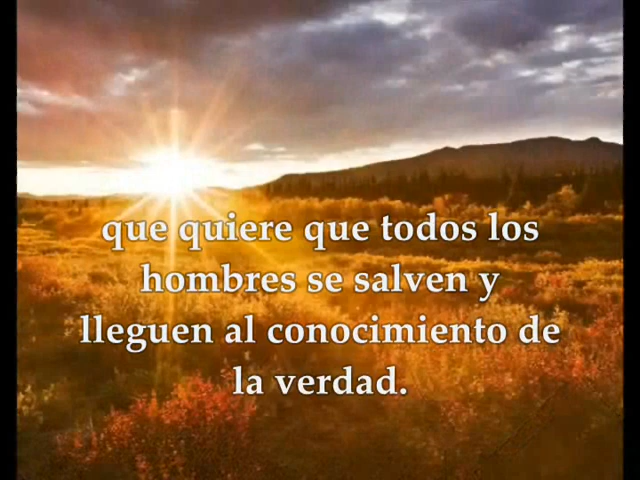 que quiere que todos los
hombres se salven y
lleguen al conocimiento de
la verdad.